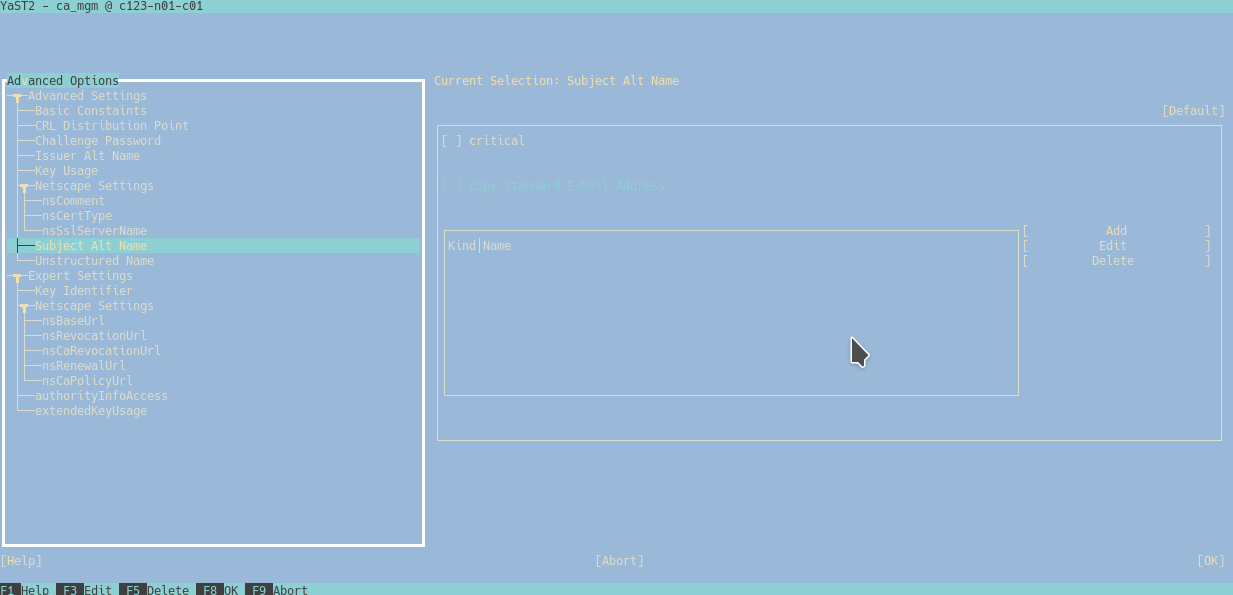 YaST2 - ca_mgm @ c123-n01-c01
Advanced Options
Advanced Settings
Basic Constaints
CRL Distribution Point
Challenge Password
Issuer Alt Name
Key Usage
Netscape Settings
nsComment
nsCertType
nsSslServerName
Subject Alt Name
Unstructured Name
Expert Settings
Key Identifier
Netscape Settings
nsBaseUrl
nsRevocationUrl
nsCaRevocationUrl
nsRenewalUrl
nsCaPolicyUrl
authorityInfoAccess
extendedKeyUsage
Current Selection: Subject Alt Name
[Default]
[ ] critical
[ ] Copy Standard E-Mail Address
Kind|Name
[ Add ]
[ Edit ]
[ Delete ]
[Help] [Abort] [OK]
F1 Help F3 Edit F5 Delete F8 OK F9 Abort